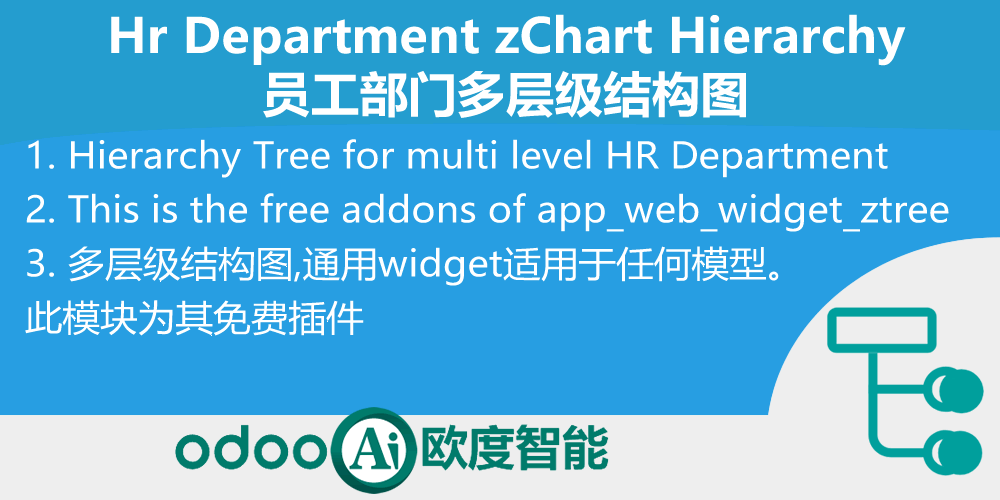 Hr Department zChart Hierarchy
员工部门多层级结构图
1. Hierarchy Tree for multi level HR Department
2. This is the free addons of app_web_widget_ztree
3. 多层级结构图,通用widget适用于任何模型。
此模块为其免费插件
odoo Ai 欧度智能